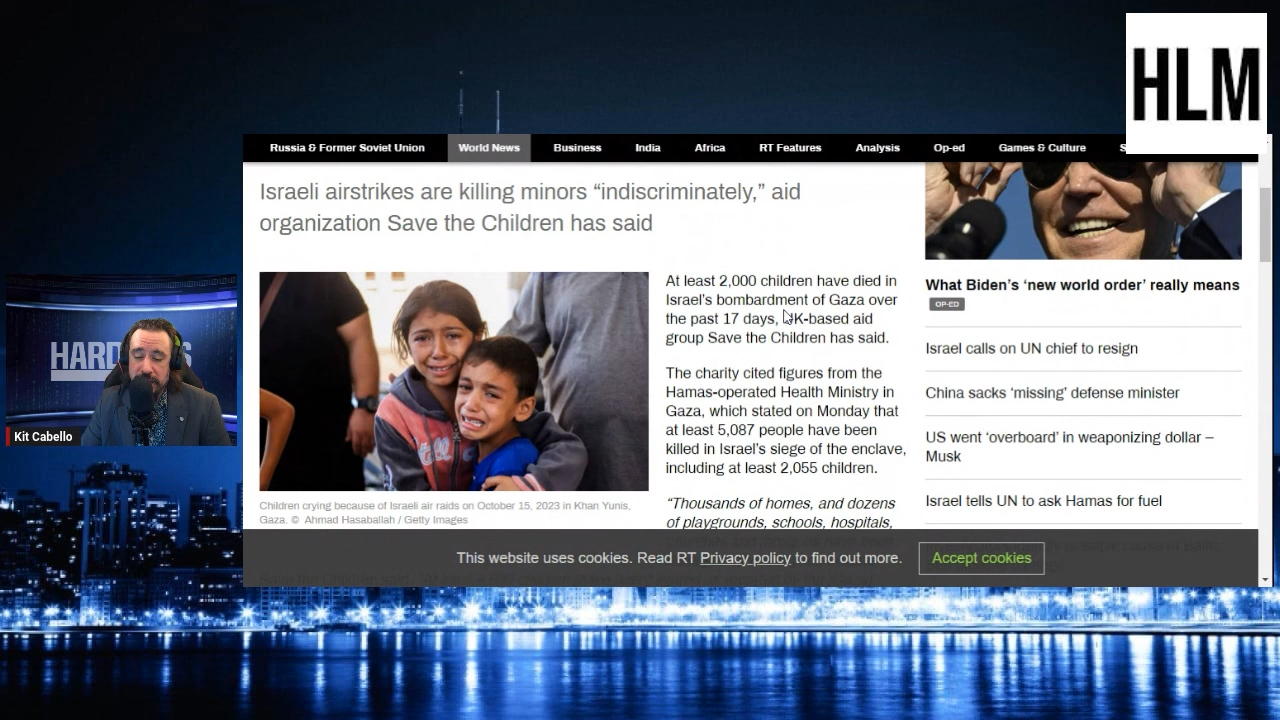 HLM
Russia & Former Soviet Union World News Business India Africa RT Features Analysis Op-ed Games & Culture
Israeli airstrikes are killing minors “indiscriminately,” aid
organization Save the Children has said
At least 2,000 children have died in
Israel's bombardment of Gaza over
the past 17 days, UK-based aid
group Save the Children has said.
The charity cited figures from the
Hamas-operated Health Ministry in
Gaza, which stated on Monday that
at least 5,087 people have been
killed in Israel's siege of the enclave,
including at least 2,055 children.
“Thousands of homes, and dozens
of playgrounds, schools, hospitals,
Children crying because of Israeli air raids on October 15, 2023 in Khan Yunis,
Gaza. © Ahmad Hasaballah / Getty Images
What Biden's ‘new world order’ really means
OP-ED
Israel calls on UN chief to resign
China sacks ‘missing’ defense minister
US went ‘overboard’ in weaponizing dollar –
Musk
Israel tells UN to ask Hamas for fuel
This website uses cookies. Read RT Privacy policy to find out more.
Accept cookies
Kit Cabello